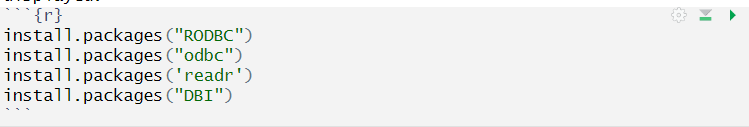 ```{r}
install.packages("RODBC")
install.packages("odbc")
install.packages('readr')
install.packages("DBI")
```